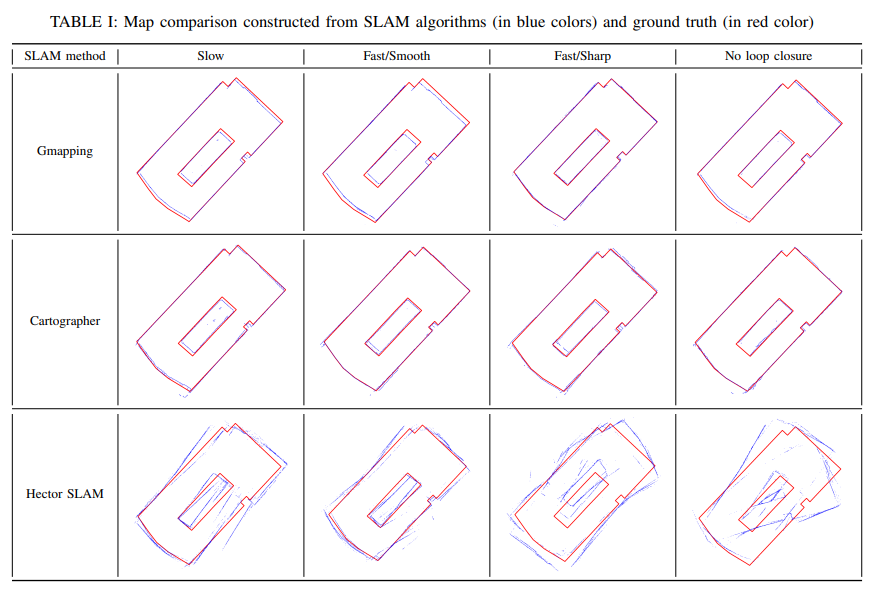 TABLE I: Map comparison constructed from SLAM algorithms (in blue colors) and ground truth (in red color)
SLAM method Slow Fast/Smooth Fast/Sharp No loop closure
Gmapping
Cartographer
Hector SLAM